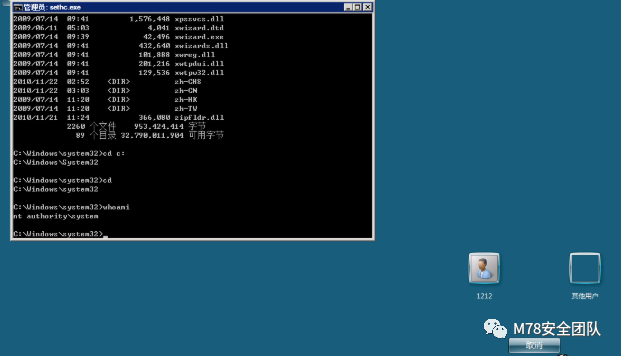 管理员: sethc.exe
2009/07/14 09:41 1,576,448 xpssvcs.dll
2009/06/11 05:03 4,041 xwizard.dtd
2009/07/14 09:39 42,496 xwizard.exe
2009/07/14 09:41 432,640 xwizards.dll
2009/07/14 09:41 101,888 xwreg.dll
2009/07/14 09:41 201,216 xwtpdui.dll
2009/07/14 09:41 129,536 xwtpw32.dll
2010/11/22 02:52 <DIR> zh-CHS
2010/11/22 03:03 <DIR> zh-CN
2009/07/14 11:20 <DIR> zh-HK
2009/07/14 11:20 <DIR> zh-TW
2010/11/21 11:24 366,080 zipfldr.dll
2260 个文件 953,424,414 字节
89 个目录 32,790,011,904 可用字节
C:\Windows\system32>cd c:
C:\Windows\System32
C:\Windows\system32>cd
C:\Windows\system32
C:\Windows\system32>whoami
nt authority\system
C:\Windows\system32>
1212
其他用户
M78安全团队
取消